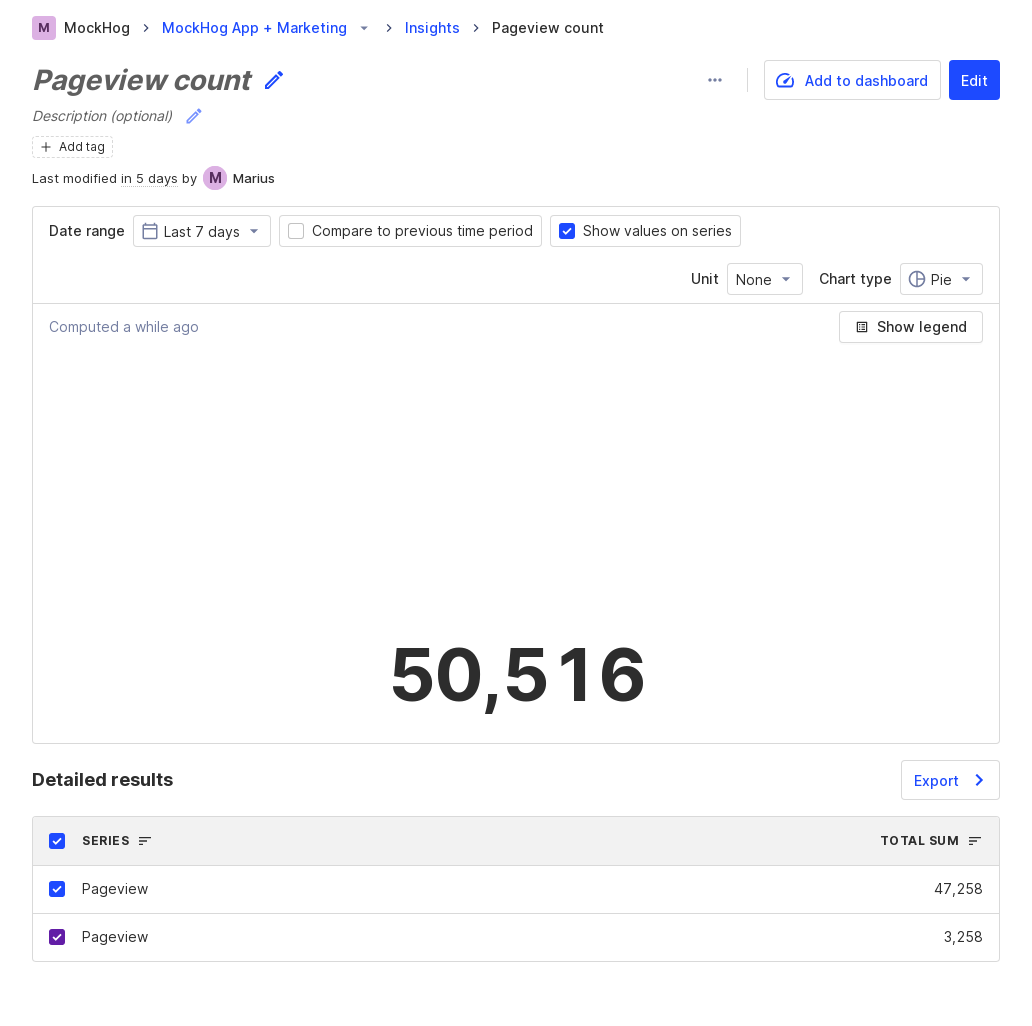 M MockHog MockHog App + Marketing Insights Pageview count
Pageview count
Add to dashboard
Edit
Description (optional)
Add tag
Last modified in 5 days by M Marius
Date range Last 7 days Compare to previous time period Show values on series
Unit None Chart type Pie
Computed a while ago
Show legend
50,516
Detailed results
Export
SERIES TOTAL SUM
Pageview 47,258
Pageview 3,258